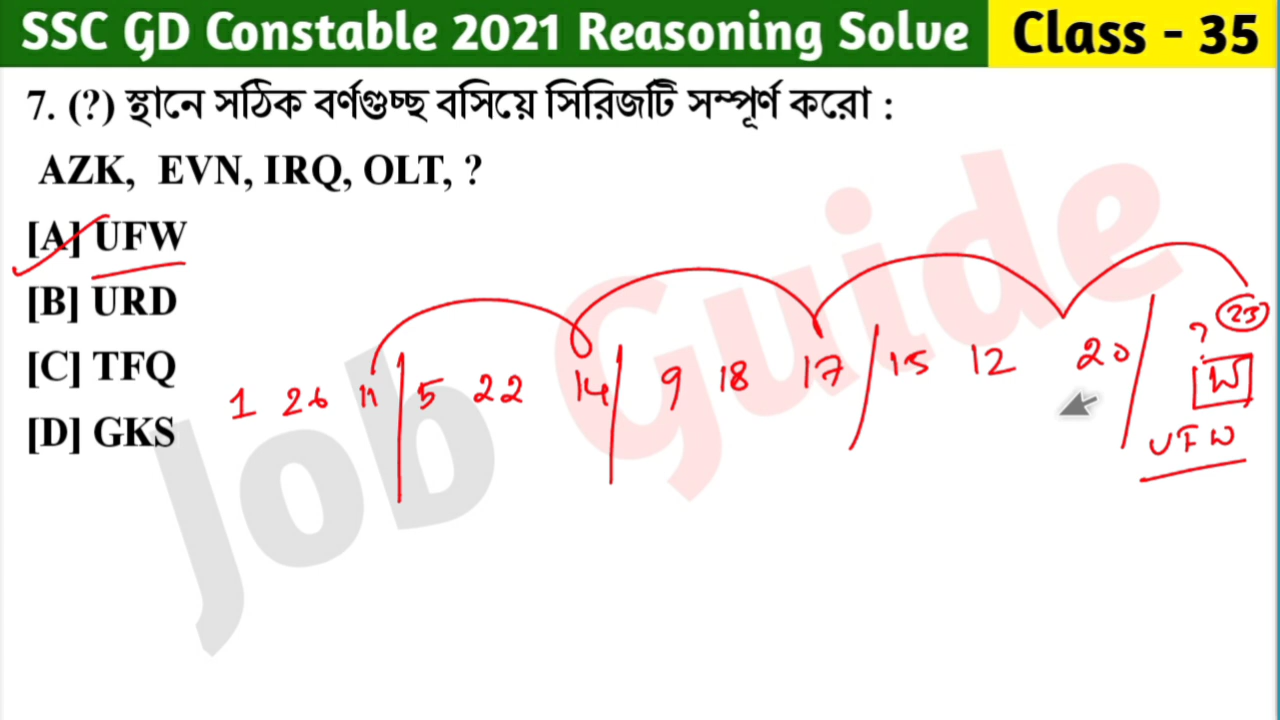 SSC GD Constable 2021 Reasoning Solve Class - 35
7. (?) স্থানে সঠিক বর্ণগুচ্ছ বসিয়ে সিরিজটি সম্পূর্ণ করো :
AZK, EVN, IRQ, OLT, ?
[A] UFW
[B] URD
[C] TFQ
[D] GKS
1 26 11 5 22 14 9 18 17 15 12 20 ? 23
W
UFW
Job Guide